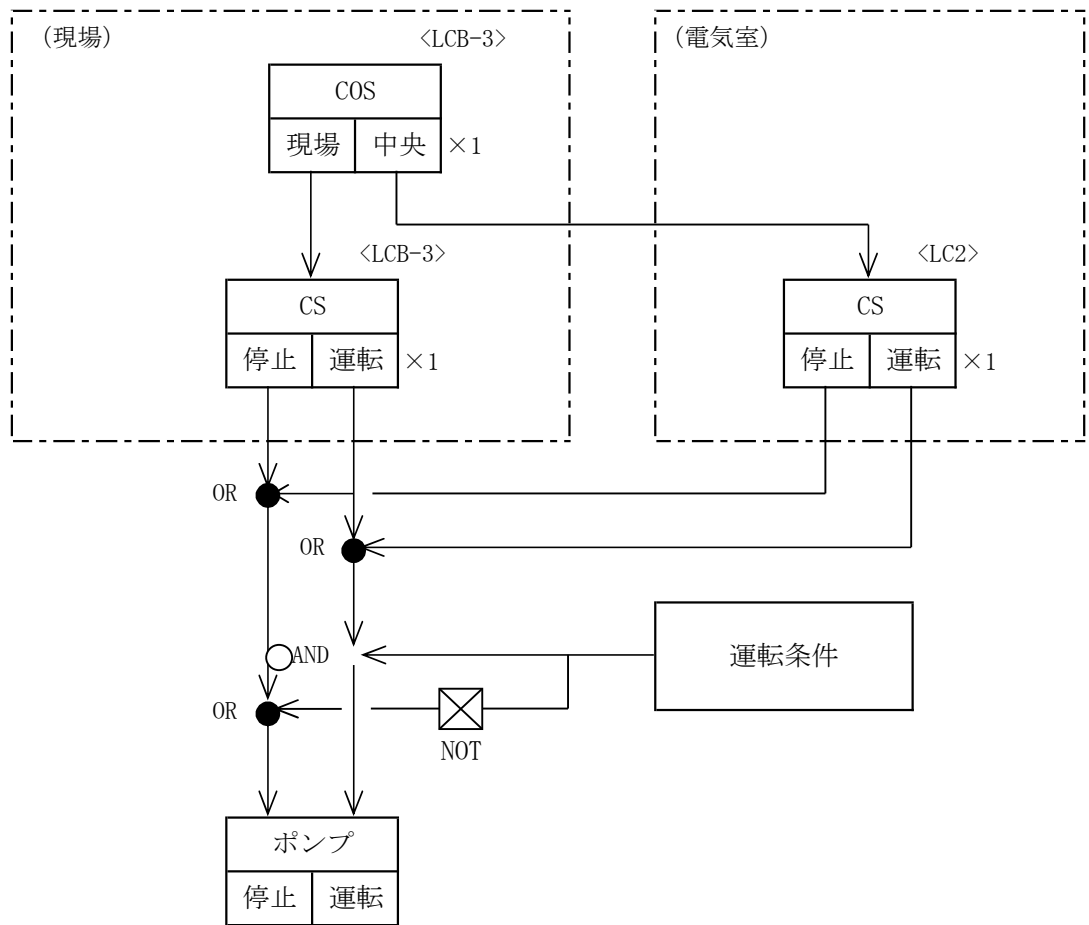 (現場)
<LCB-3>
(電気室)
COS
現場 中央 ×1
<LCB-3>
<LC2>
CS
停止 運転 ×1
CS
停止 運転 ×1
OR
OR
AND
運転条件
OR
NOT
ポンプ
停止 運転